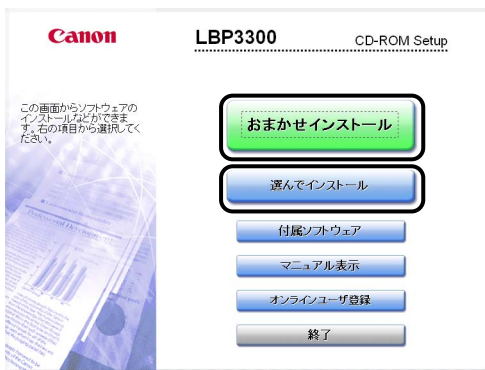 Canon
LBP3300
CD-ROM Setup
この画面からソフトウェアの
インストールなどができま
す。右の項目から選択してく
ださい。
おまかせインストール
選んでインストール
付属ソフトウェア
マニュアル表示
オンラインユーザ登録
終了